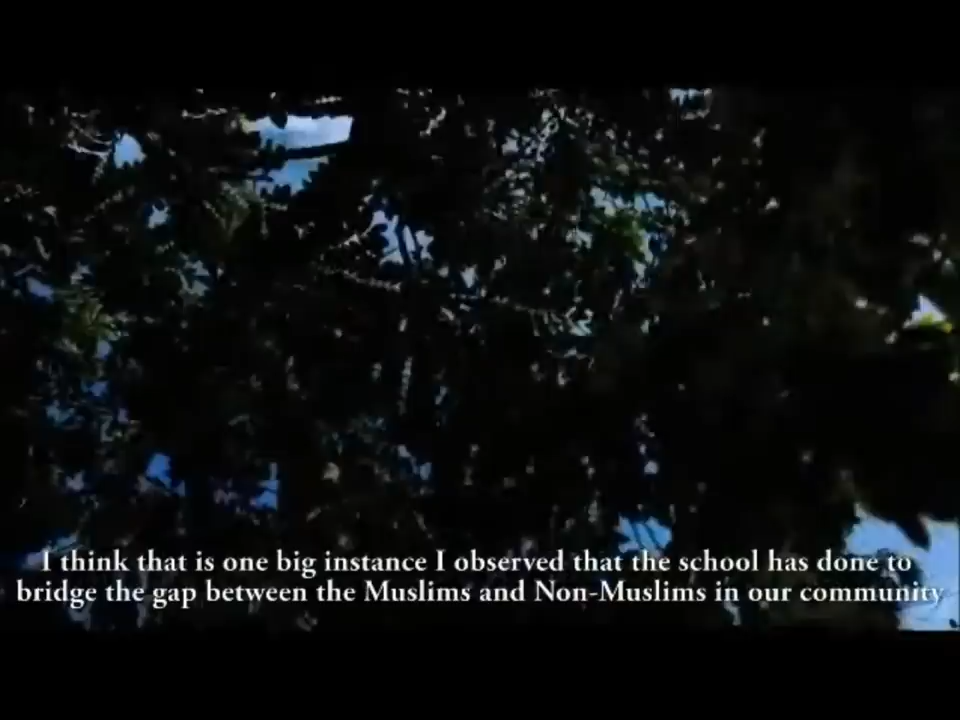 I think that is one big instance I observed that the school has done to
bridge the gap between the Muslims and Non-Muslims in our community